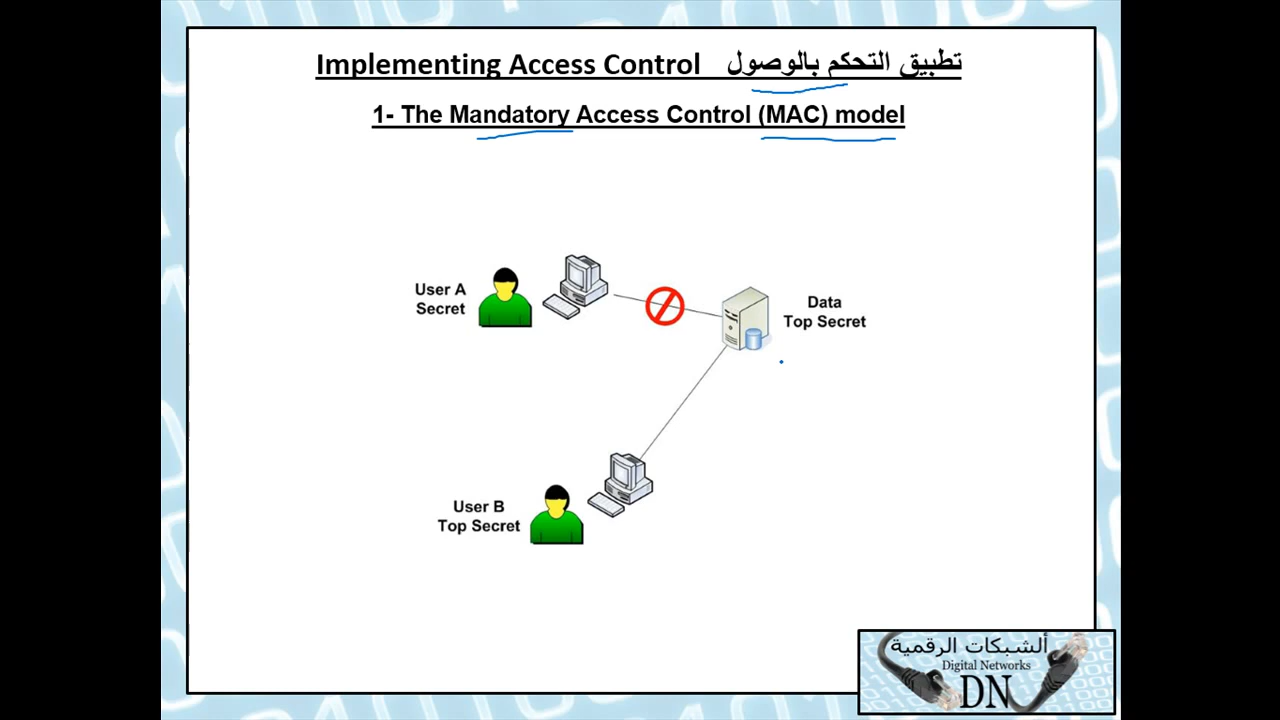 Implementing Access Control تطبيق التحكم بالوصول
1- The Mandatory Access Control (MAC) model
User A
Secret
Data
Top Secret
User B
Top Secret
ألشبكات الرقمية
Digital Networks
DN